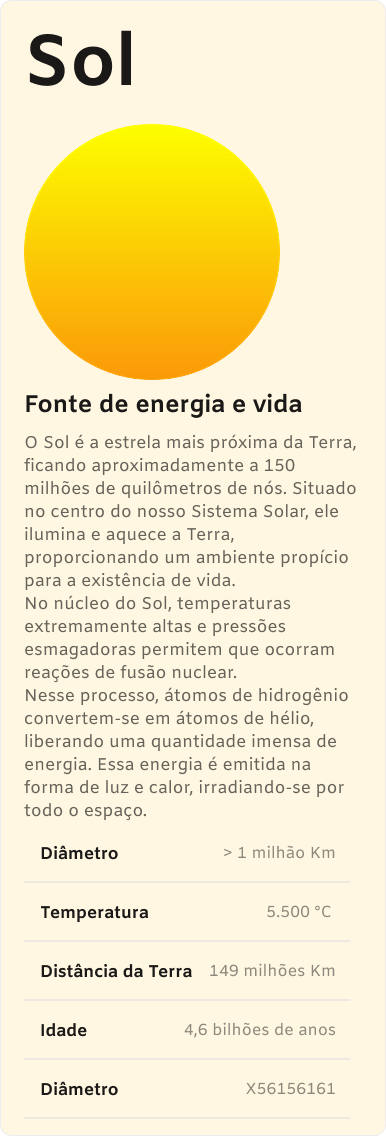 Sol
Fonte de energia e vida
O Sol é a estrela mais próxima da Terra,
ficando aproximadamente a 150
milhões de quilômetros de nós. Situado
no centro do nosso Sistema Solar, ele
ilumina e aquece a Terra,
proporcionando um ambiente propício
para a existência de vida.
No núcleo do Sol, temperaturas
extremamente altas e pressões
esmagadoras permitem que ocorram
reações de fusão nuclear.
Nesse processo, átomos de hidrogênio
convertem-se em átomos de hélio,
liberando uma quantidade imensa de
energia. Essa energia é emitida na
forma de luz e calor, irradiando-se por
todo o espaço.
Diâmetro > 1 milhão Km
Temperatura 5.500 °C
Distância da Terra 149 milhões Km
Idade 4,6 bilhões de anos
Diâmetro X56156161